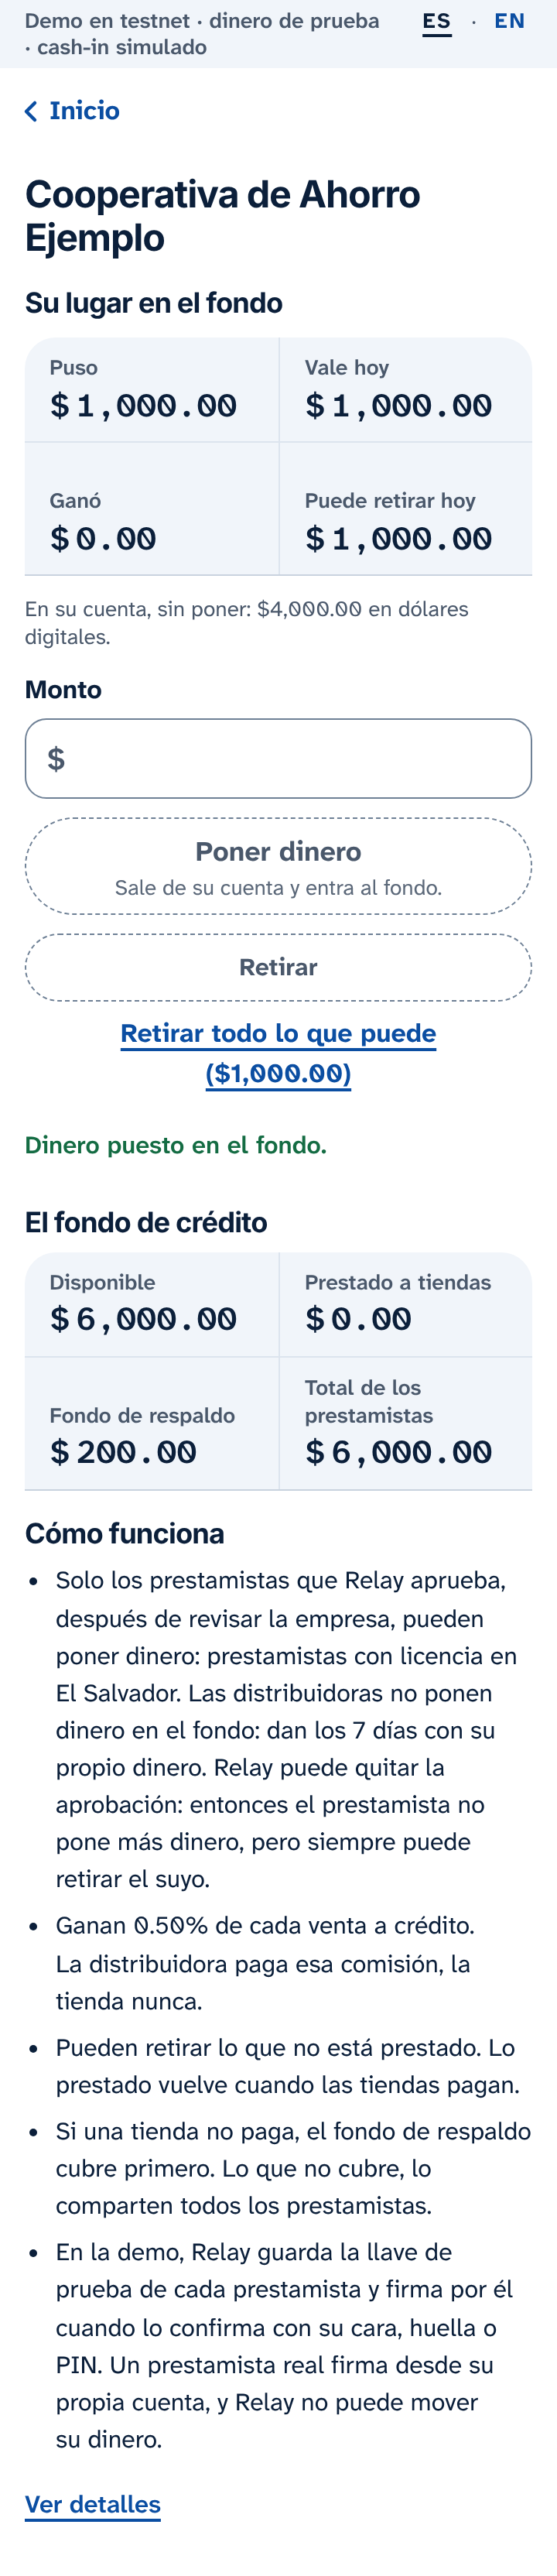 Demo en testnet · dinero de prueba
· cash-in simulado
ES · EN
Inicio
Cooperativa de Ahorro
Ejemplo
Su lugar en el fondo
Puso
$1,000.00
Vale hoy
$1,000.00
Ganó
$0.00
Puede retirar hoy
$1,000.00
En su cuenta, sin poner: $4,000.00 en dólares
digitales.
Monto
$
Poner dinero
Sale de su cuenta y entra al fondo.
Retirar
Retirar todo lo que puede
($1,000.00)
Dinero puesto en el fondo.
El fondo de crédito
Disponible
$6,000.00
Prestado a tiendas
$0.00
Fondo de respaldo
$200.00
Total de los
prestamistas
$6,000.00
Cómo funciona
• Solo los prestamistas que Relay aprueba,
después de revisar la empresa, pueden
poner dinero: prestamistas con licencia en
El Salvador. Las distribuidoras no ponen
dinero en el fondo: dan los 7 días con su
propio dinero. Relay puede quitar la
aprobación: entonces el prestamista no
pone más dinero, pero siempre puede
retirar el suyo.
• Ganan 0.50% de cada venta a crédito.
La distribuidora paga esa comisión, la
tienda nunca.
• Pueden retirar lo que no está prestado. Lo
prestado vuelve cuando las tiendas pagan.
• Si una tienda no paga, el fondo de respaldo
cubre primero. Lo que no cubre, lo
comparten todos los prestamistas.
• En la demo, Relay guarda la llave de
prueba de cada prestamista y firma por él
cuando lo confirma con su cara, huella o
PIN. Un prestamista real firma desde su
propia cuenta, y Relay no puede mover
su dinero.
Ver detalles